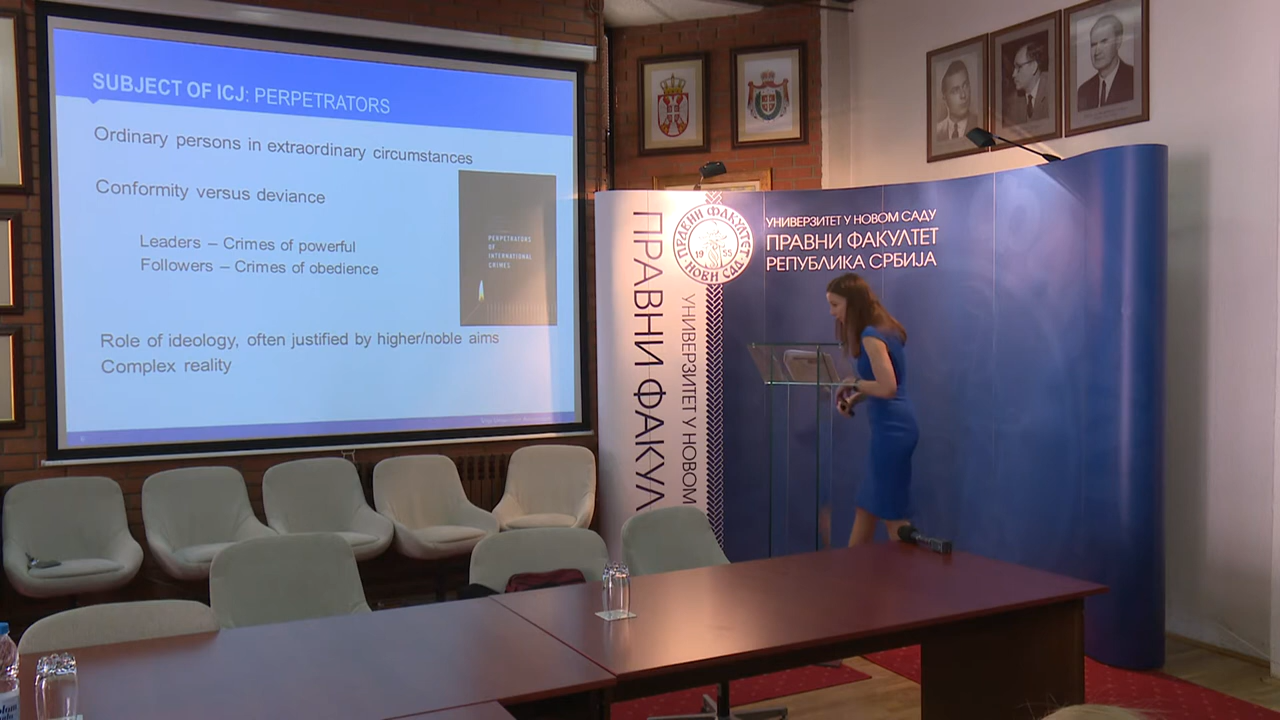 SUBJECT OF ICJ: PERPETRATORS
Ordinary persons in extraordinary circumstances
Conformity versus deviance
Leaders – Crimes of powerful
Followers – Crimes of obedience
PERPETRATORS
OF
INTERNATIONAL
CRIMES
Role of ideology, often justified by higher/noble aims
Complex reality
ПРАВНИ ФАКУЛ
УНИВЕРЗИТЕТ У НОВОМ
ПРАВНИ ФАКУЛТЕТ
1955
НОВИ САД
УНИВЕРЗИТЕТ У НОВОМ САДУ
ПРАВНИ ФАКУЛТЕТ
РЕПУБЛИКА СРБИЈА